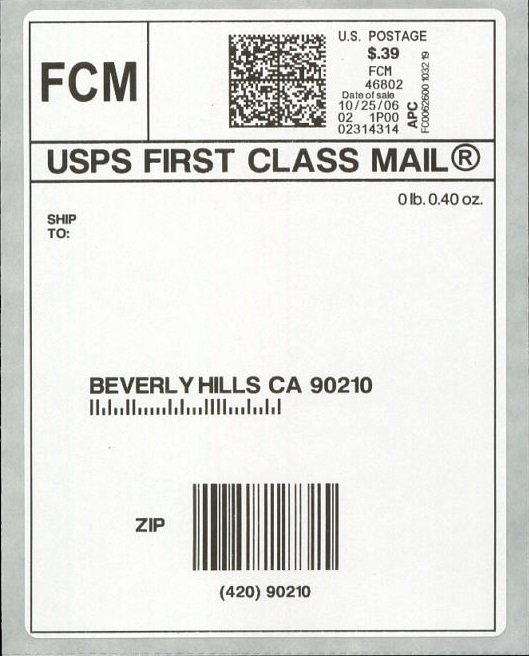 FCM
U.S. POSTAGE
$.39
FCM
46802
Date of sale
10/25/06
02 1P00
02314314
APC
FC0062600 1032 19
USPS FIRST CLASS MAIL®
0 lb. 0.40 oz.
SHIP
TO:
BEVERLY HILLS CA 90210
ZIP
(420) 90210